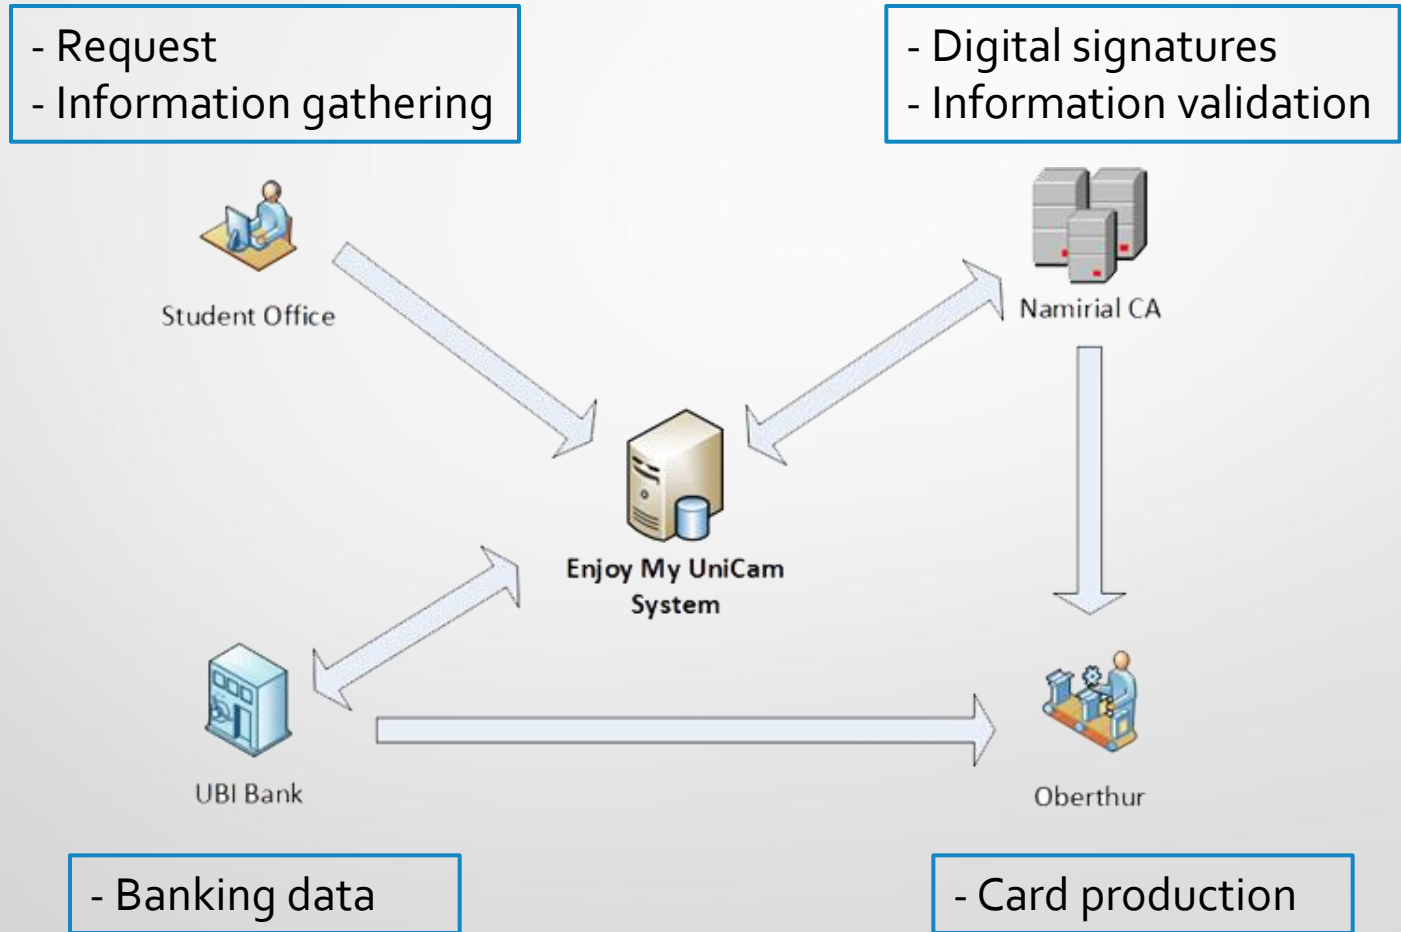 - Request
- Information gathering
- Digital signatures
- Information validation
Student Office
Namirial CA
Enjoy My UniCam
System
UBI Bank
Oberthur
- Banking data
- Card production